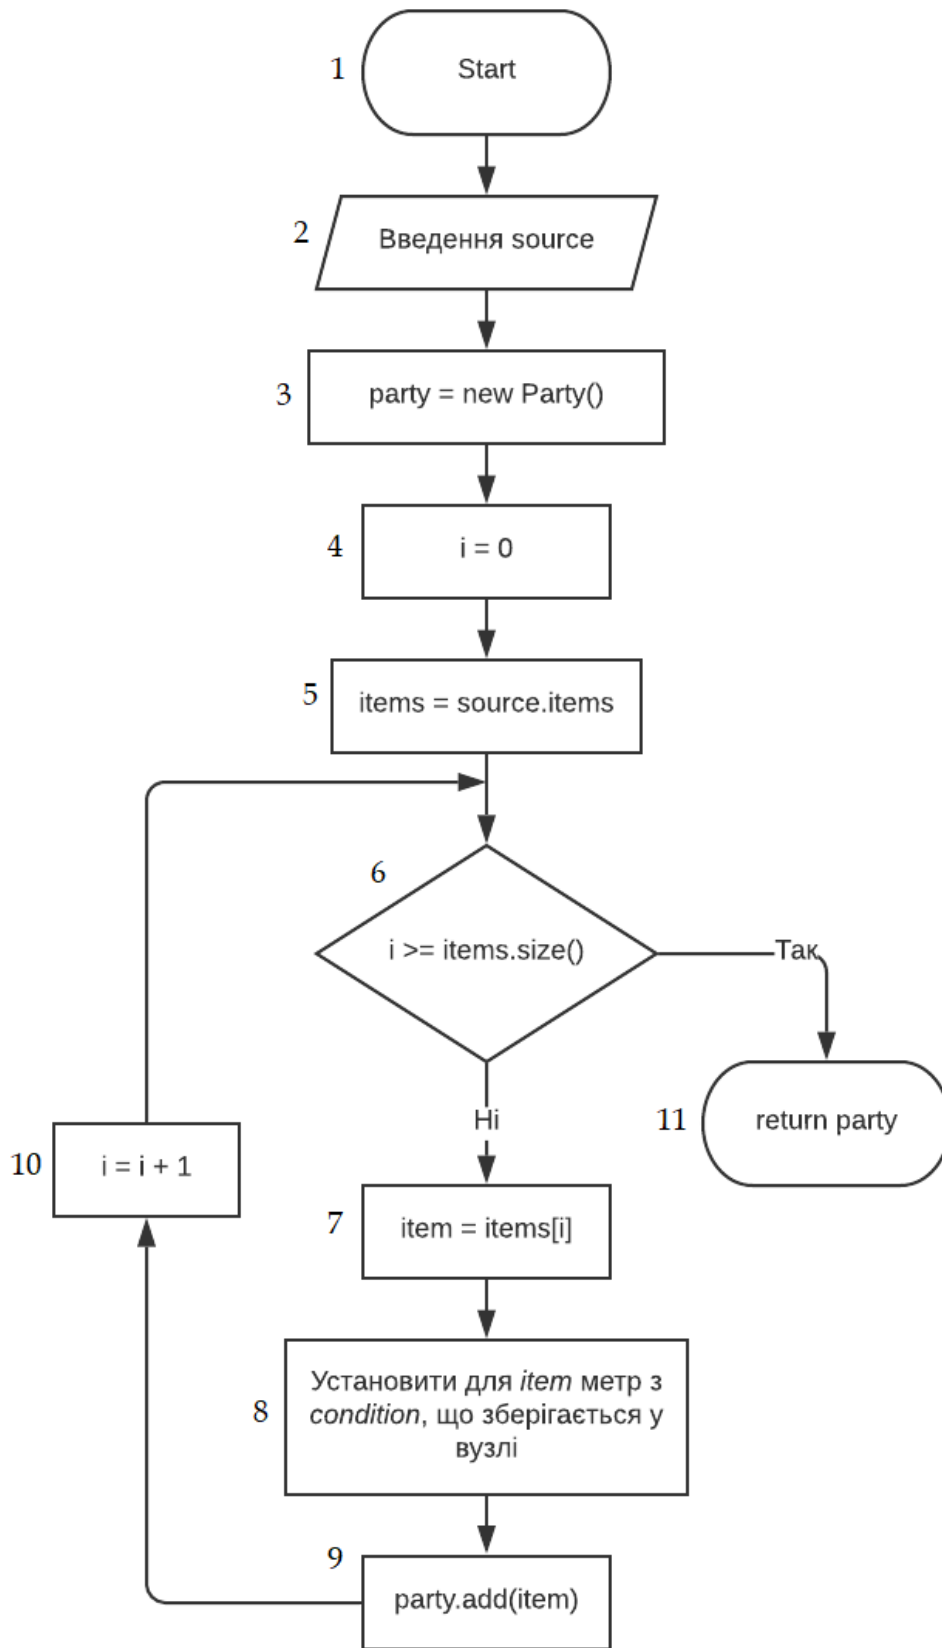 1
Start
2
Введення source
3
party = new Party()
4
i = 0
5
items = source.items
6
i >= items.size()
Так
Ні
11
return party
10
i = i + 1
7
item = items[i]
8
Установити для item метр з
condition, що зберігається у
вузлі
9
party.add(item)